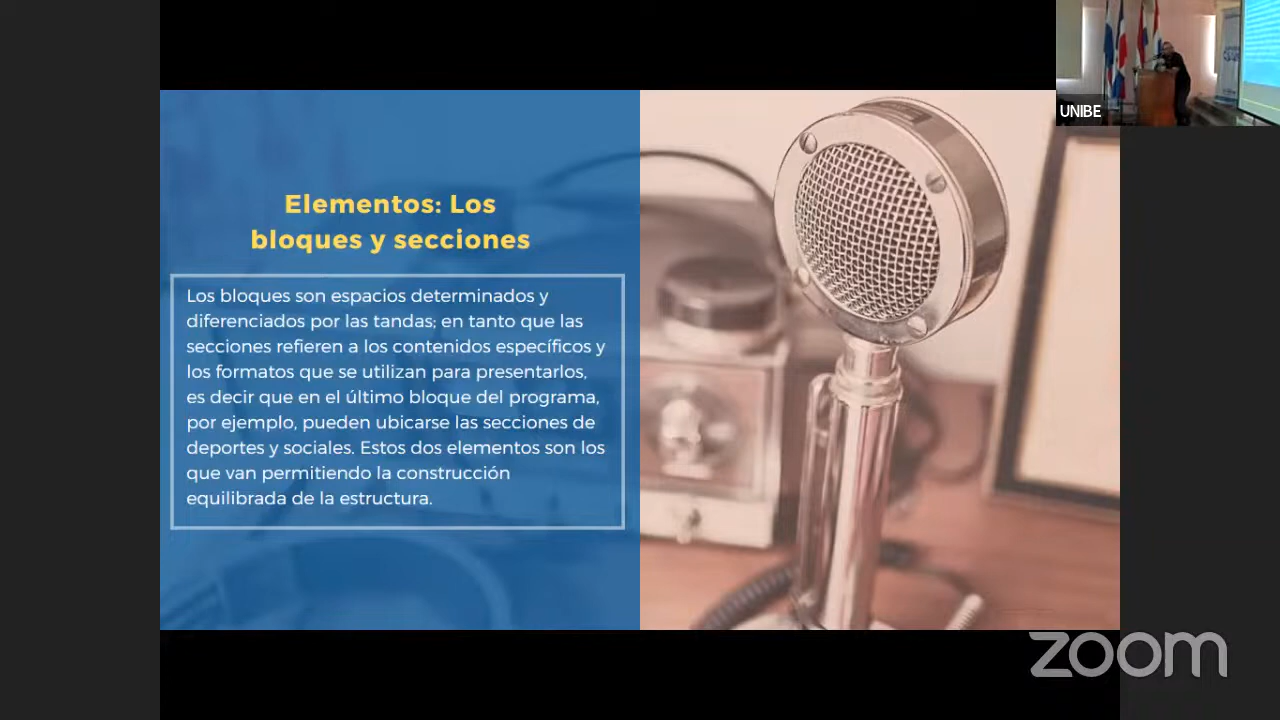 UNIBE
Elementos: Los
bloques y secciones
Los bloques son espacios determinados y
diferenciados por las tandas; en tanto que las
secciones refieren a los contenidos específicos y
los formatos que se utilizan para presentarlos,
es decir que en el último bloque del programa,
por ejemplo, pueden ubicarse las secciones de
deportes y sociales. Estos dos elementos son los
que van permitiendo la construcción
equilibrada de la estructura.
zoom